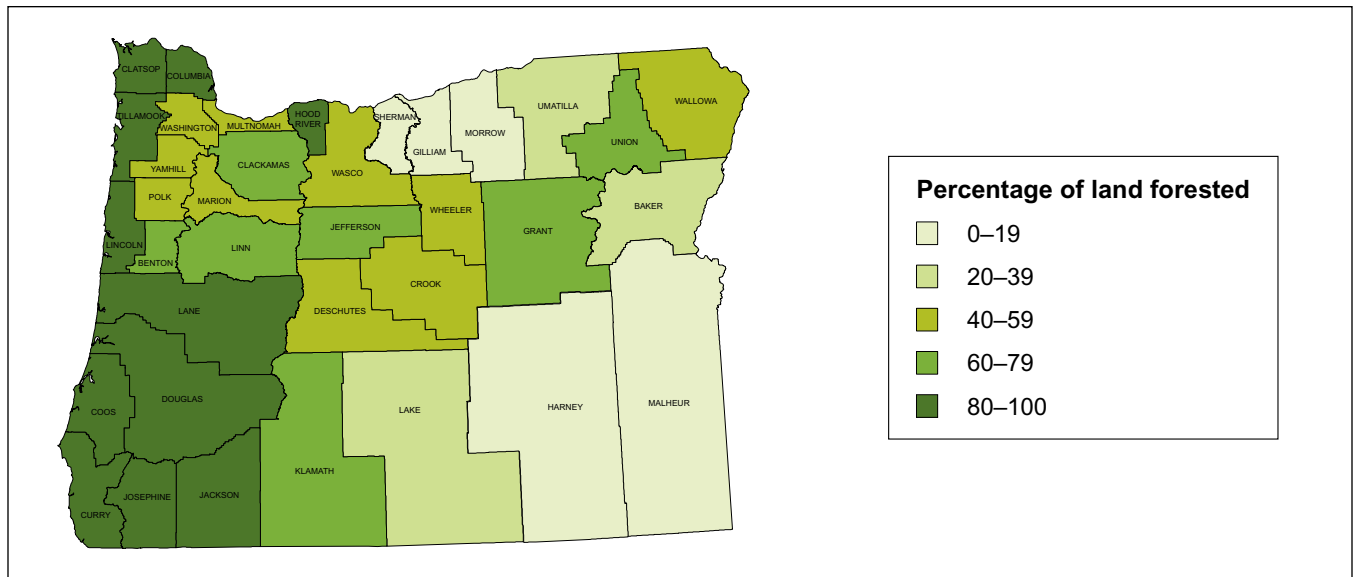 CLATSOP
COLUMBIA
TILLAMOOK
WASHINGTON
MULTNOMAH
HOOD
RIVER
SHERMAN
GILLIAM
MORROW
UMATILLA
UNION
WALLOWA
YAMHILL
CLACKAMAS
WASCO
POLK
MARION
WHEELER
BAKER
LINCOLN
BENTON
LINN
JEFFERSON
GRANT
LANE
DESCHUTES
CROOK
COOS
DOUGLAS
LAKE
HARNEY
MALHEUR
CURRY
JOSEPHINE
JACKSON
KLAMATH
Percentage of land forested
0–19
20–39
40–59
60–79
80–100